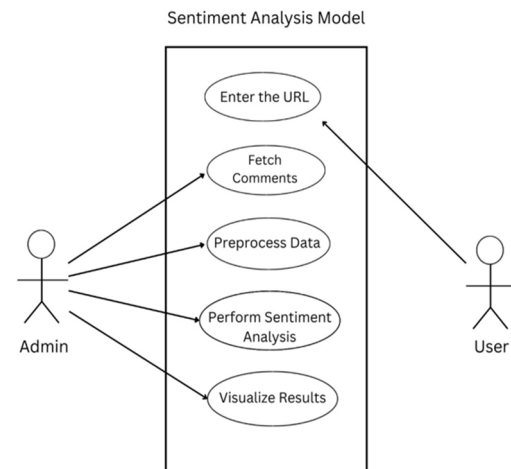 Sentiment Analysis Model
Enter the URL
Fetch
Comments
Preprocess Data
Perform Sentiment
Analysis
Visualize Results
Admin
User